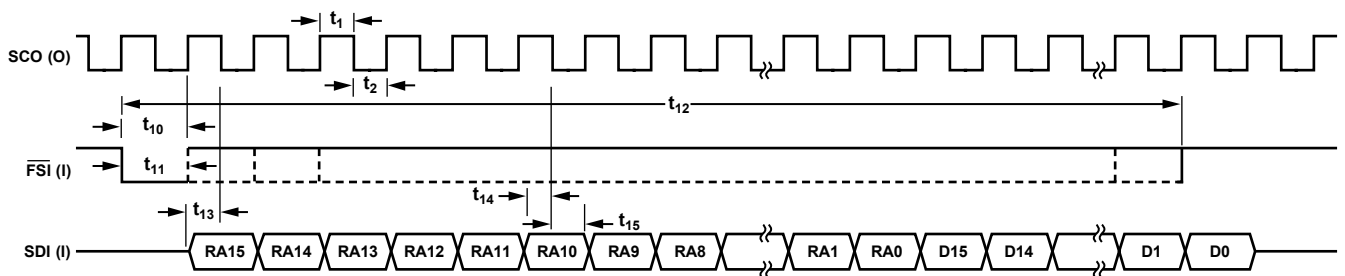 t1
SCO (O)
t2
t12
t10
FSI (I)
t11
t14
t13
t15
SDI (I)
RA15 RA14 RA13 RA12 RA11 RA10 RA9 RA8 RA1 RA0 D15 D14 D1 D0